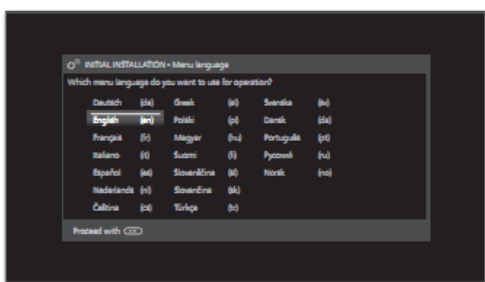 INITIAL INSTALLATION • Menu language
Which menu language do you want to use for operation?
Deutsch (de) Greek (el) Svenska (sv)
English (en) Polski (pl) Dansk (da)
Français (fr) Magyar (hu) Português (pt)
Italiano (it) Suomi (fi) Русский (ru)
Español (es) Slovenščina (sl) Norsk (no)
Nederlands (nl) Slovenčina (sk)
Čeština (cs) Türkçe (tr)
Proceed with OK